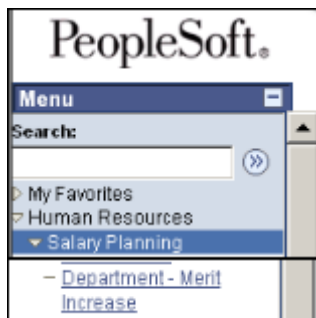 PeopleSoft.
Menu
Search:
My Favorites
Human Resources
Salary Planning
Department - Merit
Increase